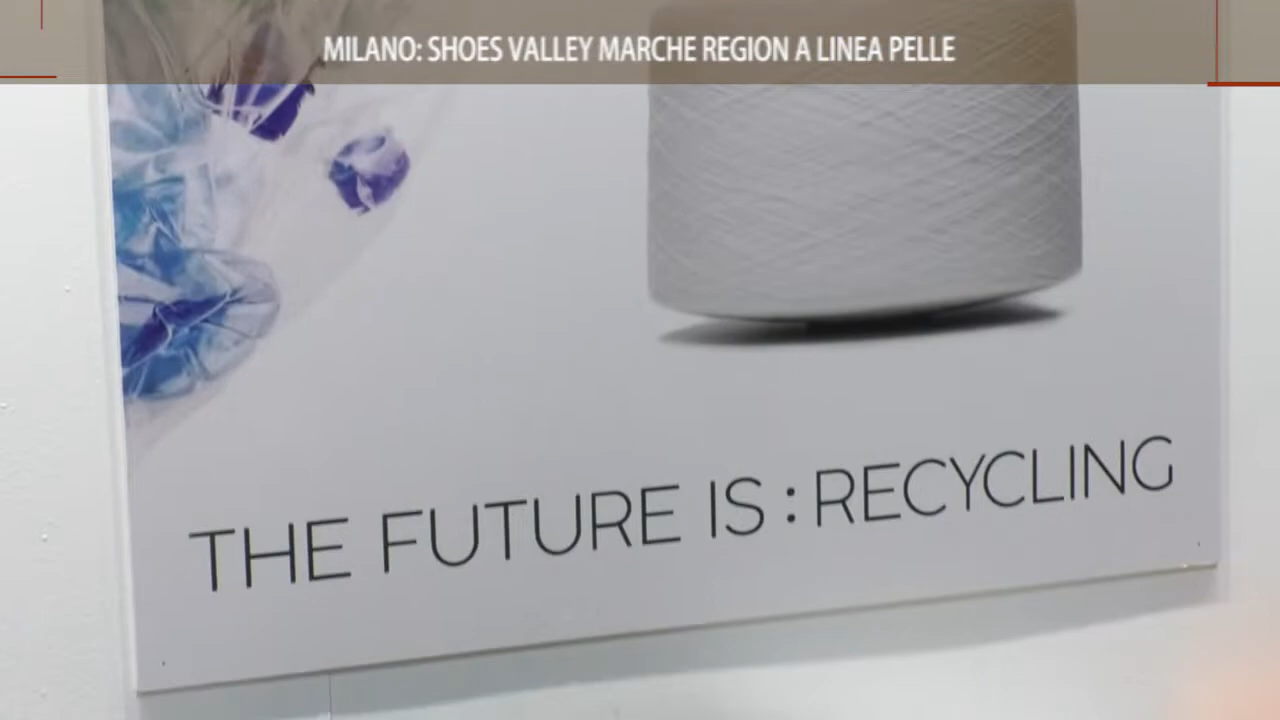 MILANO: SHOES VALLEY MARCHE REGION A LINEA PELLE
THE FUTURE IS : RECYCLING